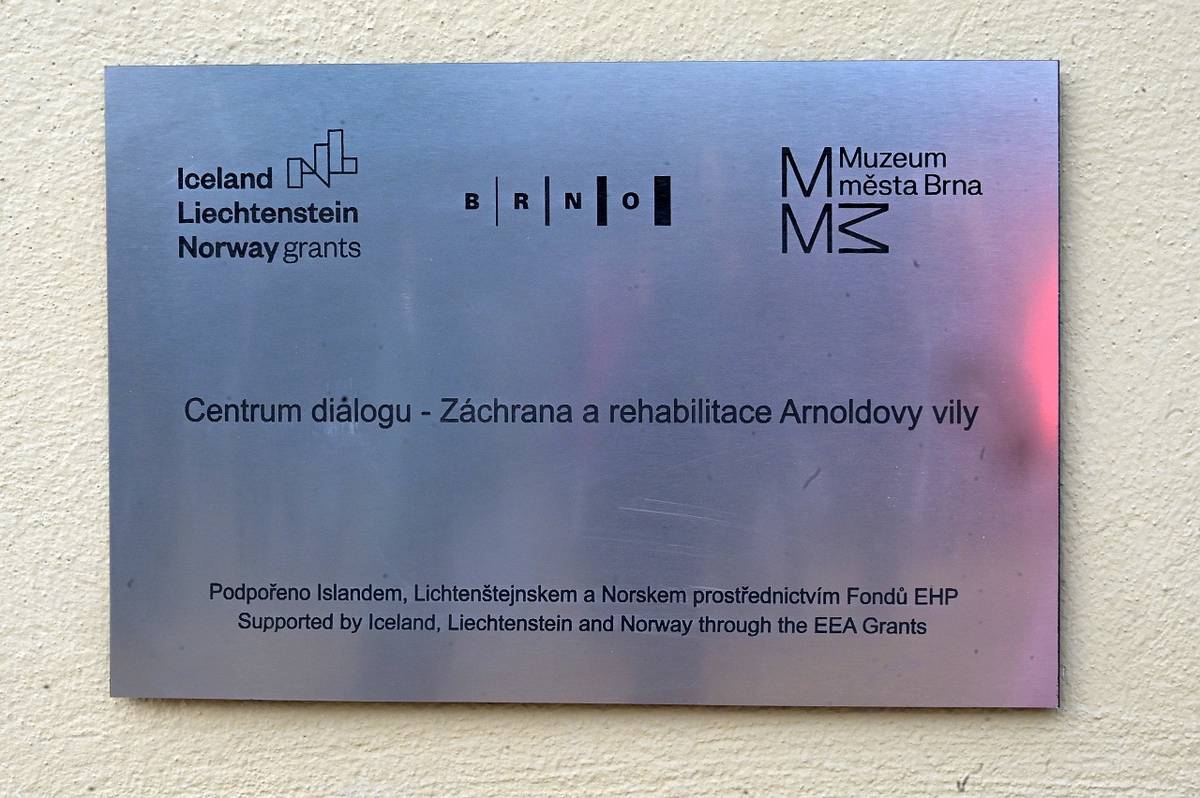 Iceland
Liechtenstein
Norway grants
B R N O
M Muzeum
města Brna
M M
Centrum dialogu - Záchrana a rehabilitace Arnoldovy vily
Podpořeno Islandem, Lichtenštejnskem a Norskem prostřednictvím Fondů EHP
Supported by Iceland, Liechtenstein and Norway through the EEA Grants